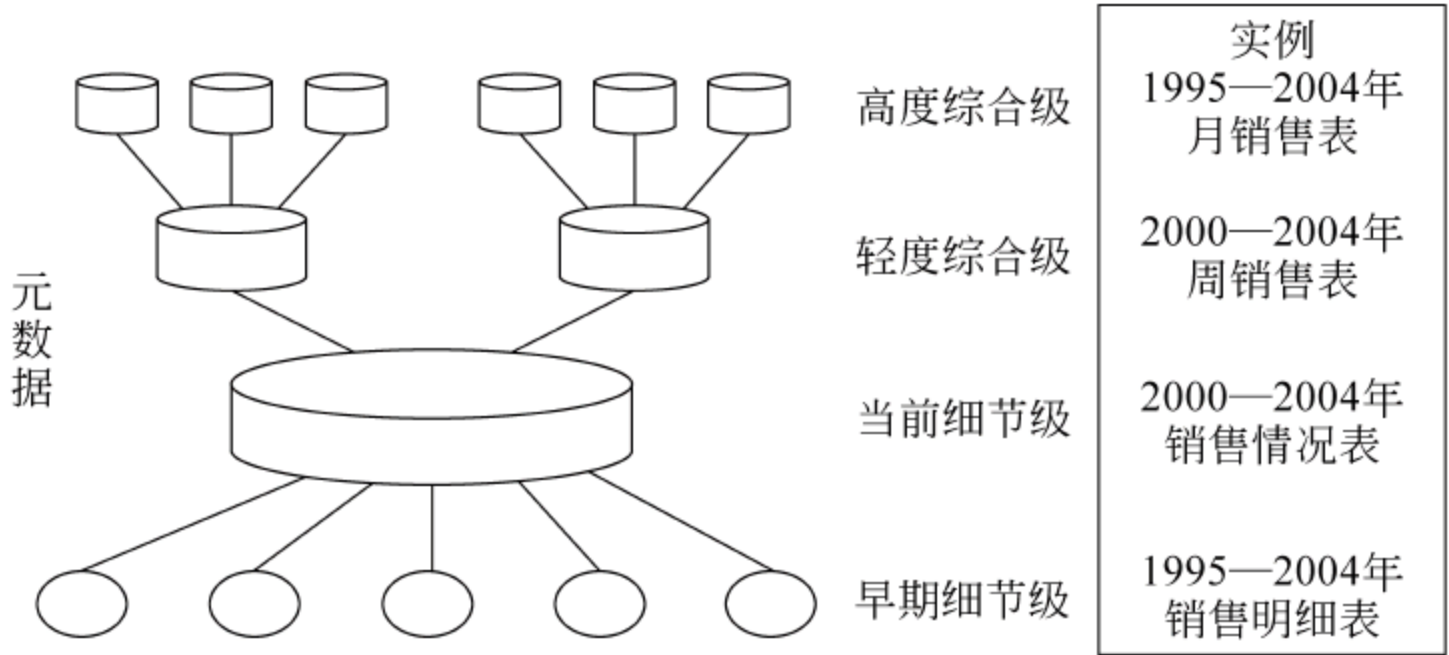 元
数
据
高度综合级
轻度综合级
当前细节级
早期细节级
实例
1995—2004年
月销售表
2000—2004年
周销售表
2000—2004年
销售情况表
1995—2004年
销售明细表